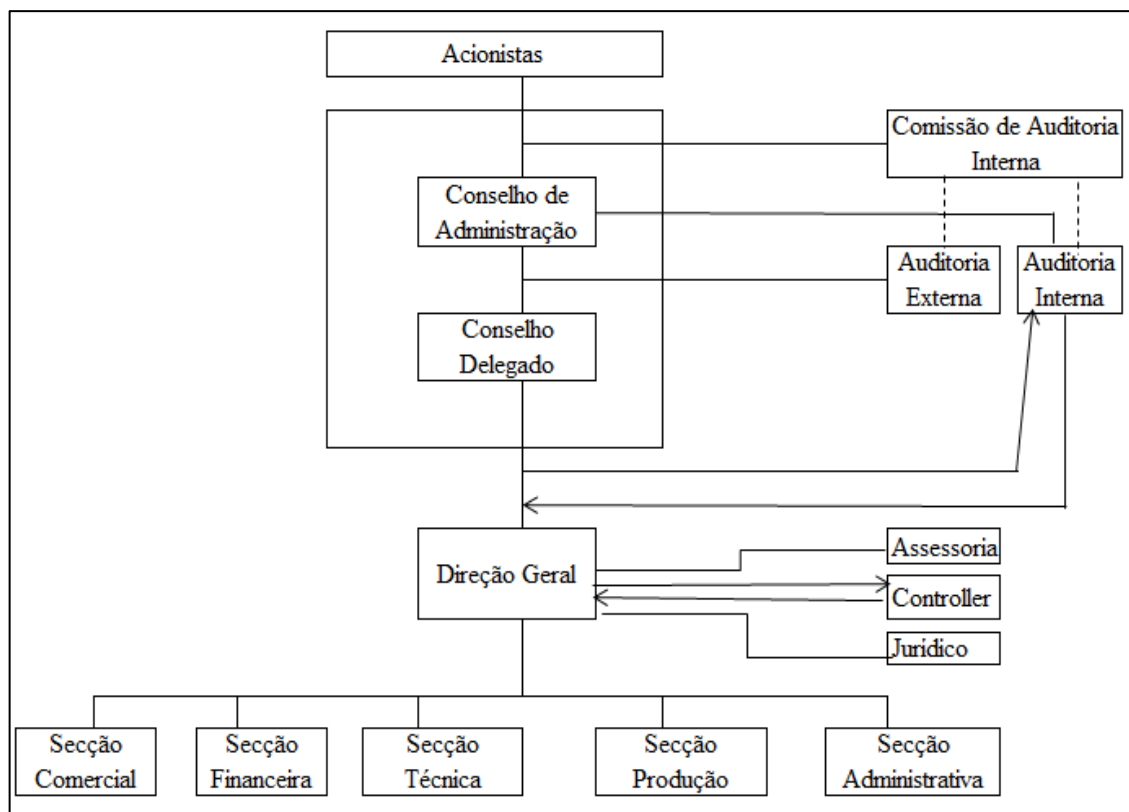 Acionistas
Comissão de Auditoria
Interna
Conselho de
Administração
Auditoria
Externa
Auditoria
Interna
Conselho
Delegado
Direção Geral
Assessoria
Controller
Jurídico
Secção
Comercial
Secção
Financeira
Secção
Técnica
Secção
Produção
Secção
Administrativa